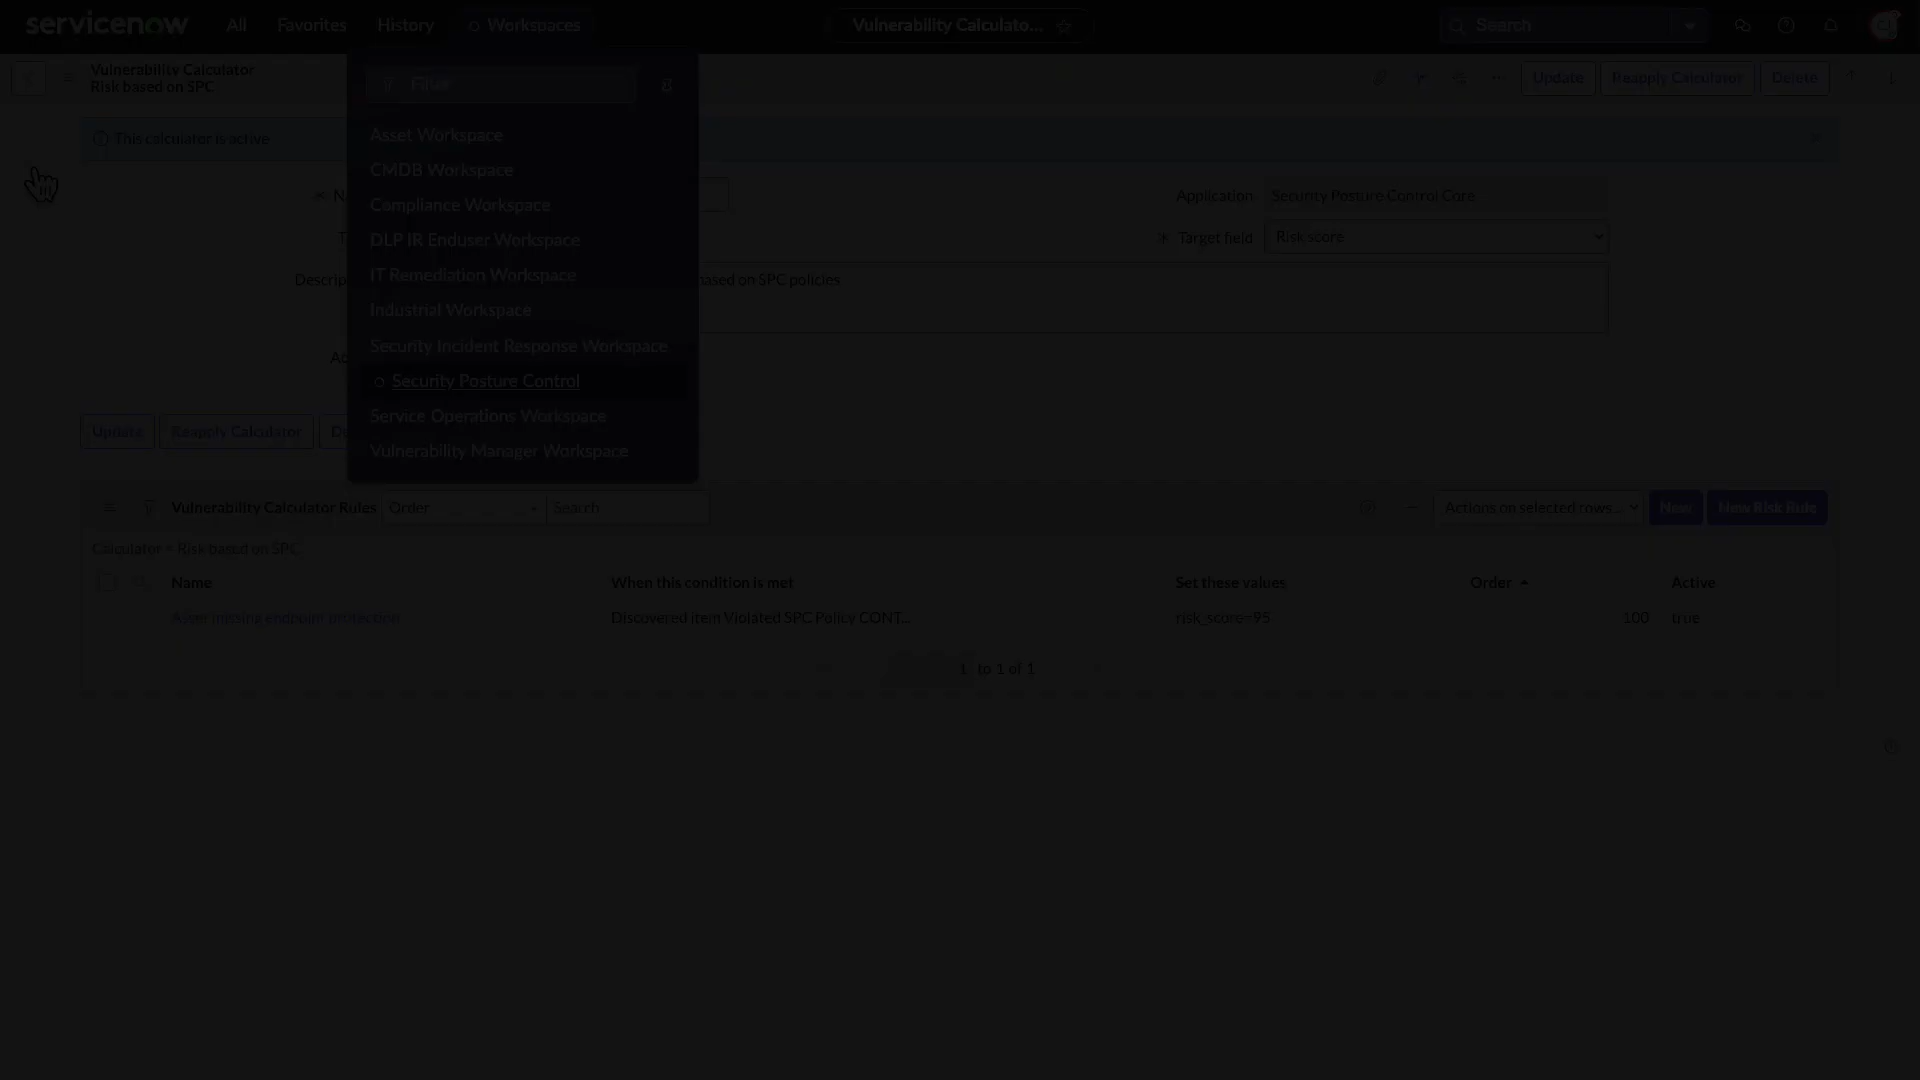 servicenow All Favorites History Workspaces Vulnerability Calculato... Search
Vulnerability Calculator
Risk based on SPC
Filter
Update Reapply Calculator Delete
This calculator is active
Asset Workspace
CMDB Workspace
Compliance Workspace
DLP IR Enduser Workspace
IT Remediation Workspace
Industrial Workspace
Security Incident Response Workspace
Security Posture Control
Service Operations Workspace
Vulnerability Manager Workspace
Application Security Posture Control Core
Target field Risk score
based on SPC policies
Update Reapply Calculator
Vulnerability Calculator Rules Order Search Actions on selected rows... New New Risk Rule
Calculator = Risk based on SPC
Name When this condition is met Set these values Order Active
Asset missing endpoint protection Discovered item Violated SPC Policy CONT... risk_score=95 100 true
1 to 1 of 1